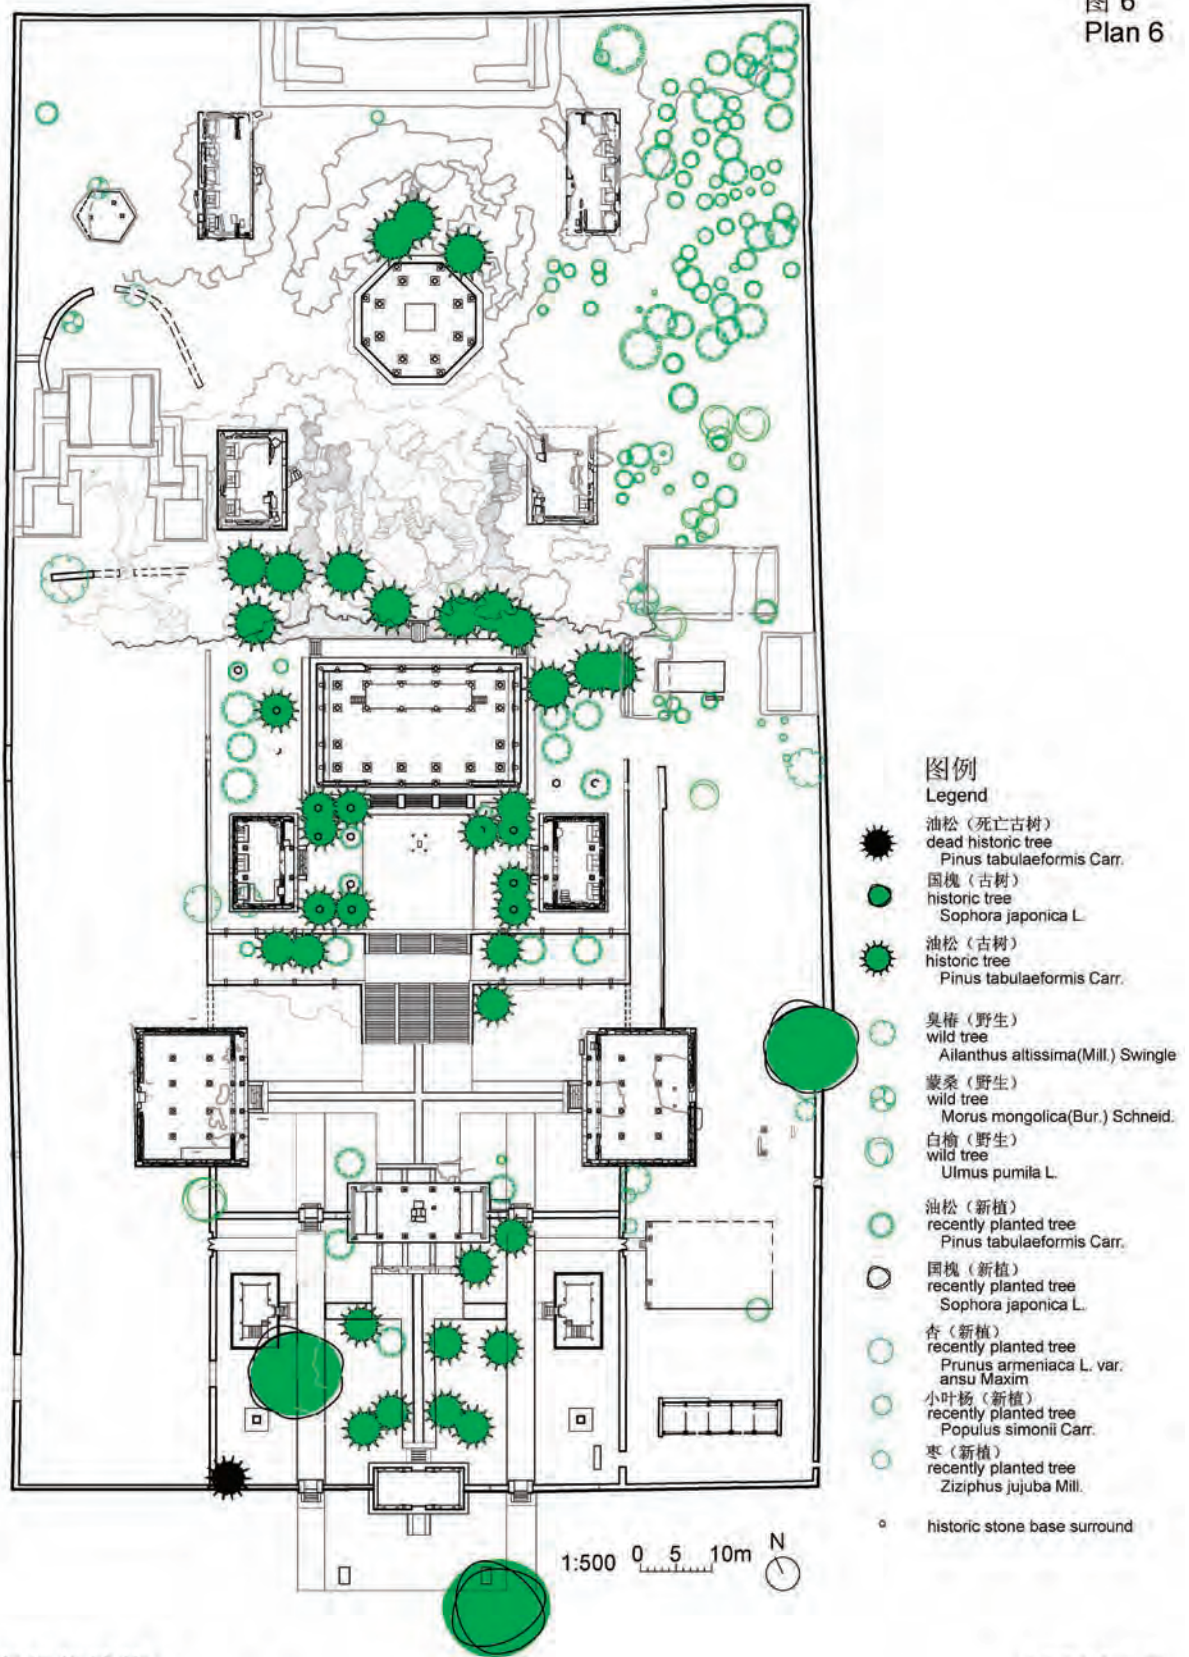 图 6
Plan 6
图例
Legend
油松（死亡古树）
dead historic tree
Pinus tabulaeformis Carr.
国槐（古树）
historic tree
Sophora japonica L.
油松（古树）
historic tree
Pinus tabulaeformis Carr.
臭椿（野生）
wild tree
Ailanthus altissima(Mill.) Swingle
蒙桑（野生）
wild tree
Morus mongolica(Bur.) Schneid.
白榆（野生）
wild tree
Ulmus pumila L.
油松（新植）
recently planted tree
Pinus tabulaeformis Carr.
国槐（新植）
recently planted tree
Sophora japonica L.
杏（新植）
recently planted tree
Prunus armeniaca L. var.
ansu Maxim
小叶杨（新植）
recently planted tree
Populus simonii Carr.
枣（新植）
recently planted tree
Ziziphus jujuba Mill.
historic stone base surround
1:500 0 5 10m N